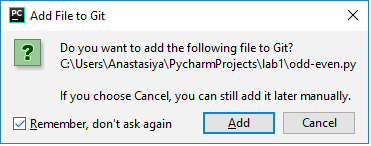 PC
Add File to Git
Do you want to add the following file to Git?
C:\Users\Anastasiya\PycharmProjects\lab1\odd-even.py
If you choose Cancel, you can still add it later manually.
Remember, don't ask again
Add
Cancel